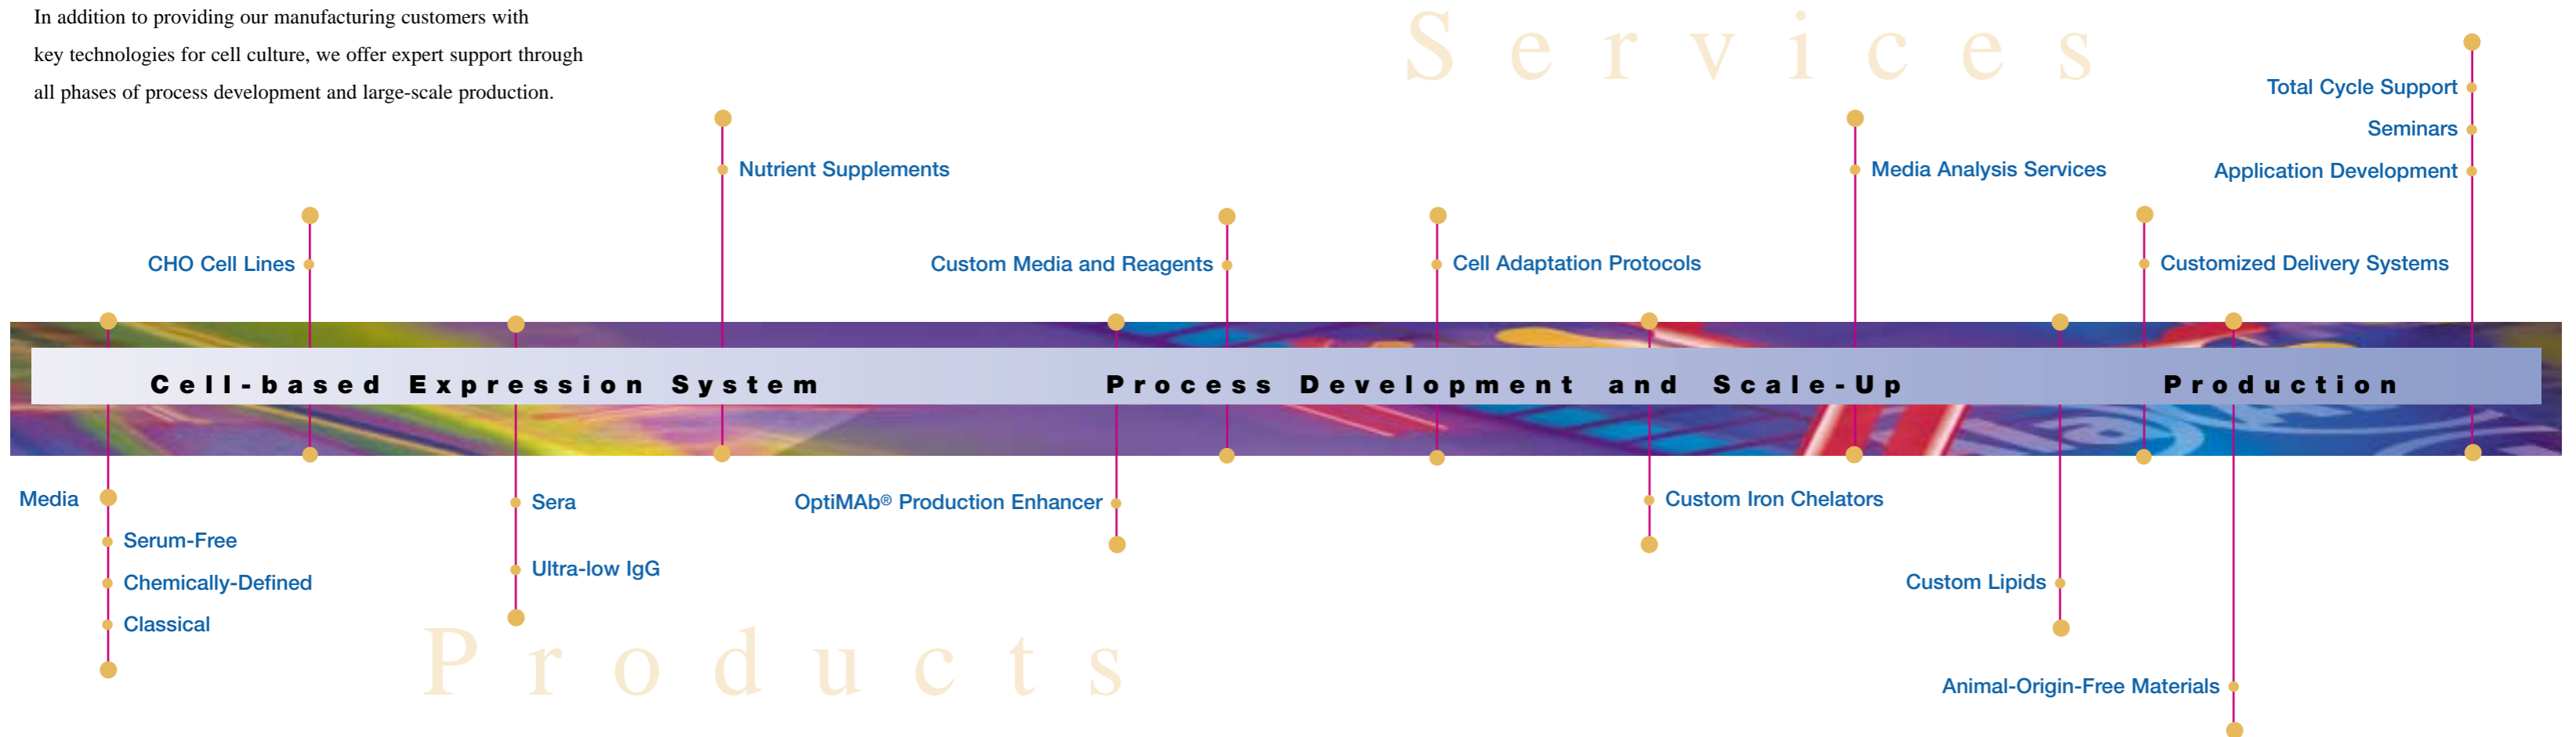 In addition to providing our manufacturing customers with
key technologies for cell culture, we offer expert support through
all phases of process development and large-scale production.
Services
Total Cycle Support
Seminars
Application Development
Nutrient Supplements
Media Analysis Services
CHO Cell Lines
Custom Media and Reagents
Cell Adaptation Protocols
Customized Delivery Systems
Cell-based Expression System
Process Development and Scale-Up
Production
Media
Serum-Free
Chemically-Defined
Classical
Sera
Ultra-low IgG
OptiMAb® Production Enhancer
Custom Iron Chelators
Custom Lipids
Animal-Origin-Free Materials
Products